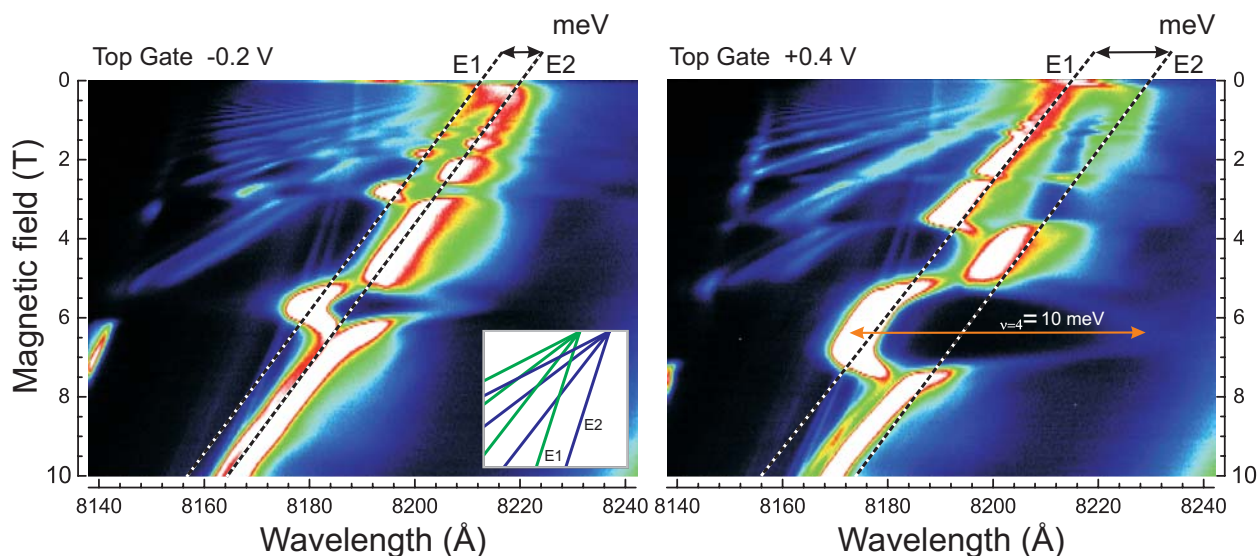 meV
Top Gate -0.2 V
E1
E2
0
2
4
6
8
10
Magnetic field (T)
E2
E1
8140
8160
8180
8200
8220
8240
Wavelength (Å)
meV
Top Gate +0.4 V
E1
E2
ν=4= 10 meV
0
2
4
6
8
10
8140
8160
8180
8200
8220
8240
Wavelength (Å)